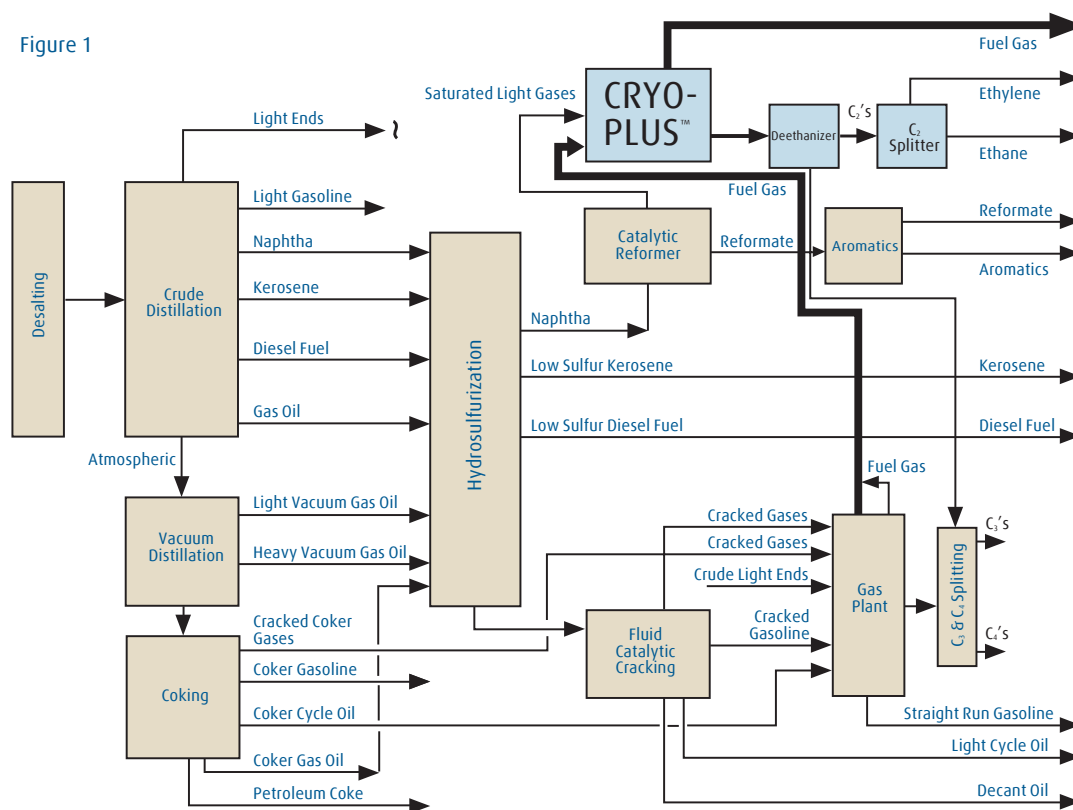 Figure 1
Fuel Gas
Saturated Light Gases
CRYO-
PLUS™
Ethylene
C₂'s
Deethanizer
C₂
Splitter
Ethane
Light Ends
Fuel Gas
Light Gasoline
Naphtha
Kerosene
Diesel Fuel
Gas Oil
Desalting
Crude
Distillation
Hydrosulfurization
Catalytic
Reformer
Reformate
Aromatics
Reformate
Aromatics
Naphtha
Low Sulfur Kerosene
Kerosene
Low Sulfur Diesel Fuel
Diesel Fuel
Atmospheric
Fuel Gas
Vacuum
Distillation
Light Vacuum Gas Oil
Heavy Vacuum Gas Oil
Cracked Gases
Cracked Gases
Crude Light Ends
Cracked
Gasoline
Gas
Plant
C₃ & C₄ Splitting
C₃'s
C₄'s
Fluid
Catalytic
Cracking
Coking
Cracked Coker
Gases
Coker Gasoline
Coker Cycle Oil
Coker Gas Oil
Petroleum Coke
Straight Run Gasoline
Light Cycle Oil
Decant Oil